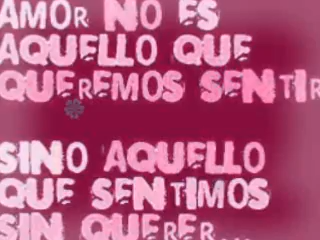 AMOR NO ES
AQUELLO QUE
QUEREMOS SENTIR
SINO AQUELLO
QUE SENTIMOS
SIN QUERER...